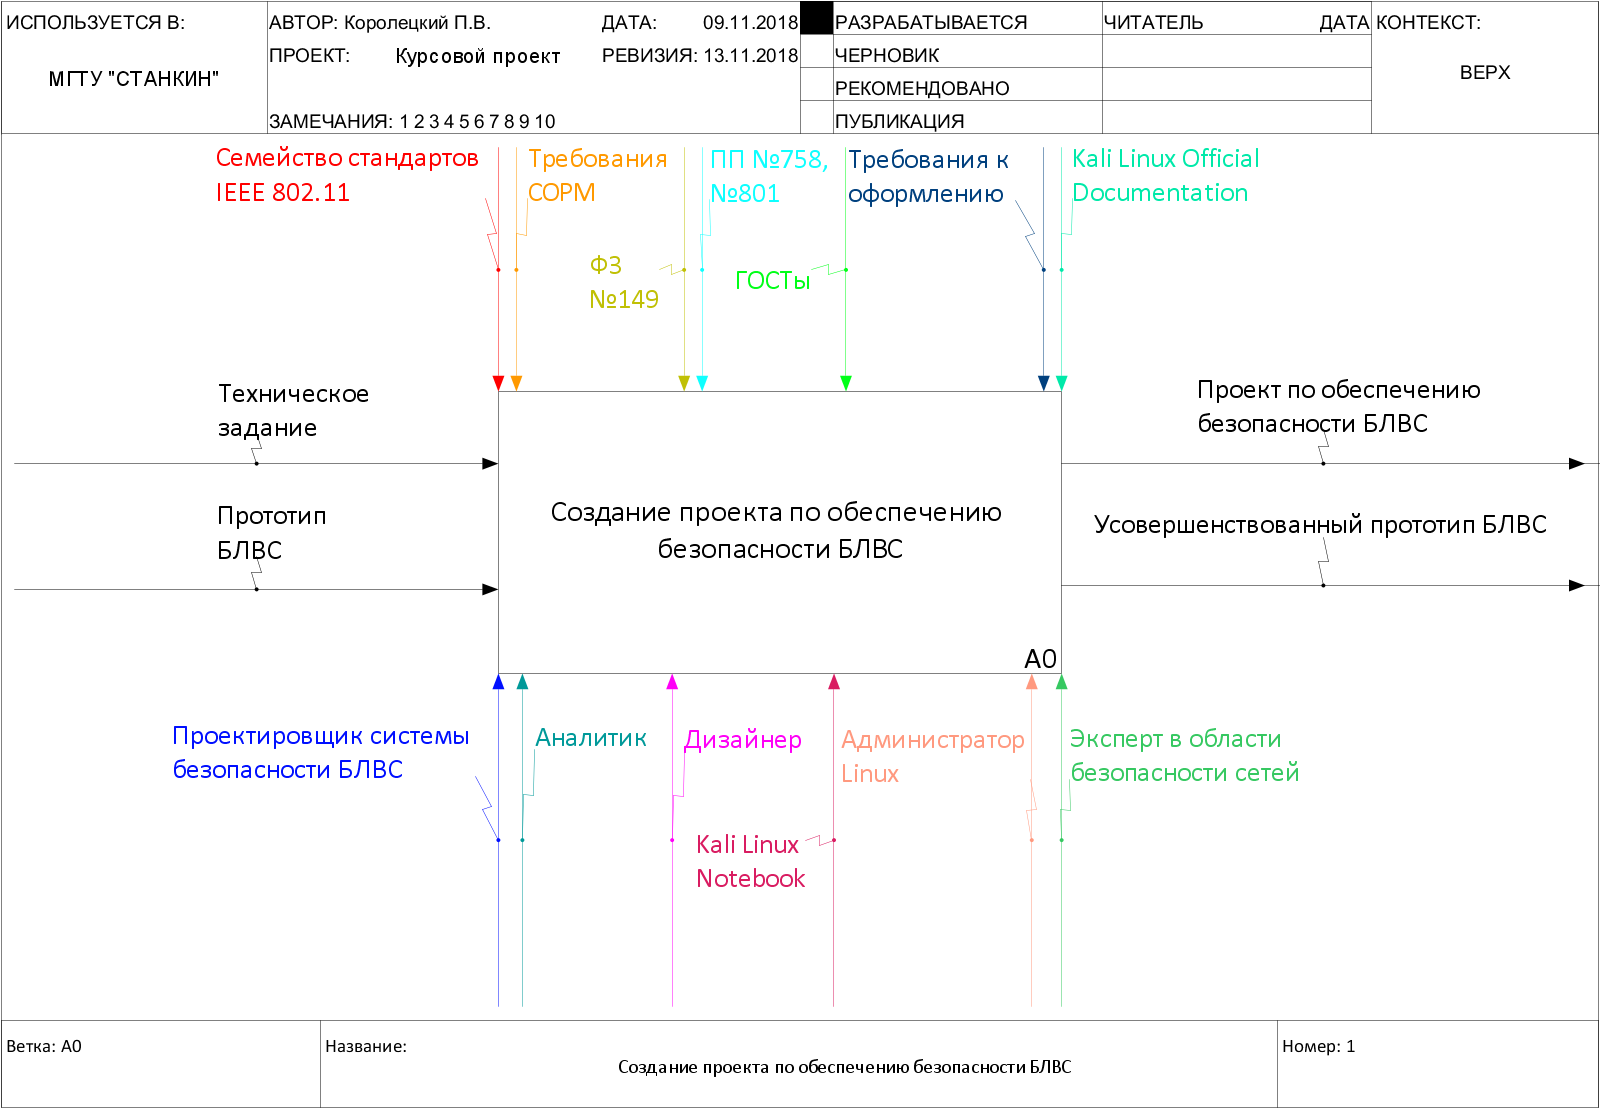 ИСПОЛЬЗУЕТСЯ В:
МГТУ "СТАНКИН"
АВТОР: Королецкий П.В.
ДАТА: 09.11.2018
ПРОЕКТ: Курсовой проект
РЕВИЗИЯ: 13.11.2018
ЗАМЕЧАНИЯ: 1 2 3 4 5 6 7 8 9 10
РАЗРАБАТЫВАЕТСЯ
ЧЕРНОВИК
РЕКОМЕНДОВАНО
ПУБЛИКАЦИЯ
ЧИТАТЕЛЬ
ДАТА
КОНТЕКСТ:
ВЕРХ
Семейство стандартов
IEEE 802.11
Требования
СОРМ
ФЗ
№149
ПП №758,
№801
ГОСТы
Требования к
оформлению
Kali Linux Official
Documentation
Техническое
задание
Прототип
БЛВС
Создание проекта по обеспечению
безопасности БЛВС
A0
Проект по обеспечению
безопасности БЛВС
Усовершенствованный прототип БЛВС
Проектировщик системы
безопасности БЛВС
Аналитик
Дизайнер
Kali Linux
Notebook
Администратор
Linux
Эксперт в области
безопасности сетей
Ветка: A0
Название:
Создание проекта по обеспечению безопасности БЛВС
Номер: 1